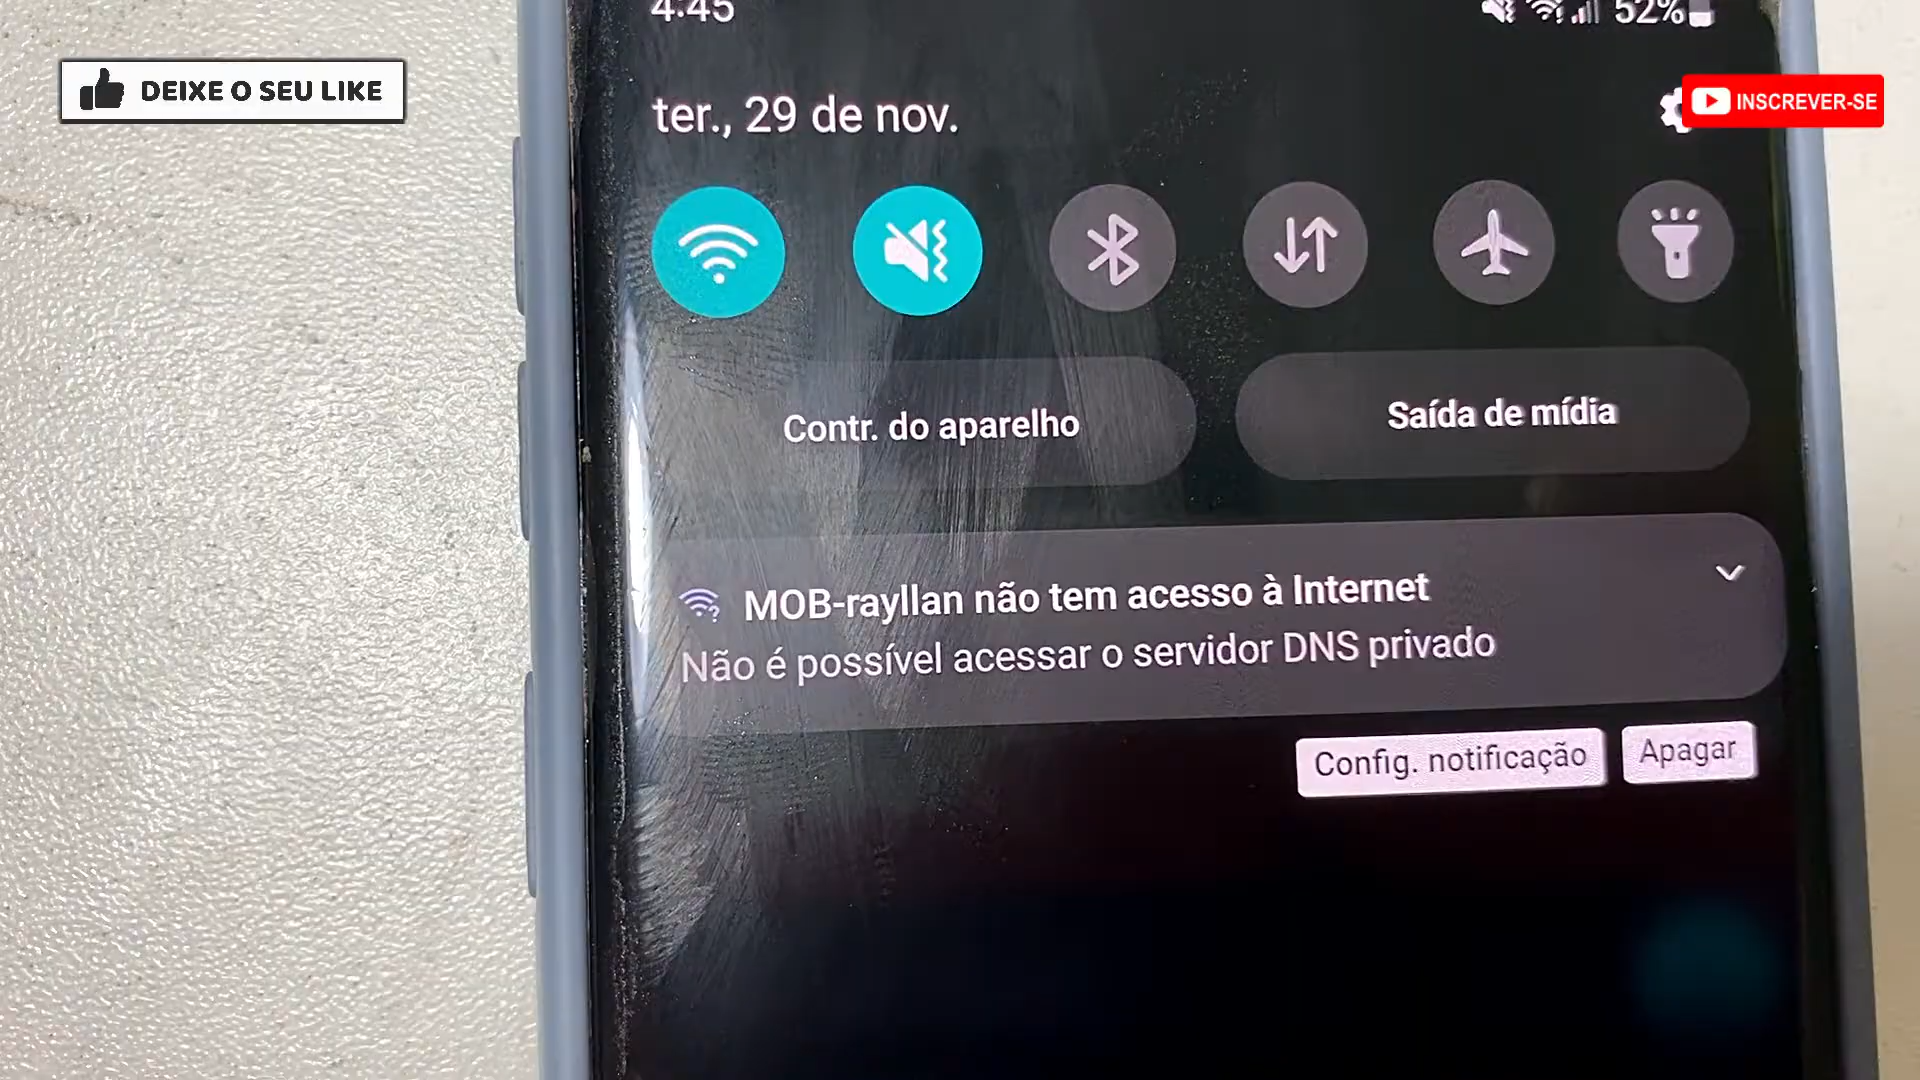 4:45
52%
DEIXE O SEU LIKE
INSCREVER-SE
ter., 29 de nov.
Contr. do aparelho
Saída de mídia
MOB-rayllan não tem acesso à Internet
Não é possível acessar o servidor DNS privado
Config. notificação
Apagar